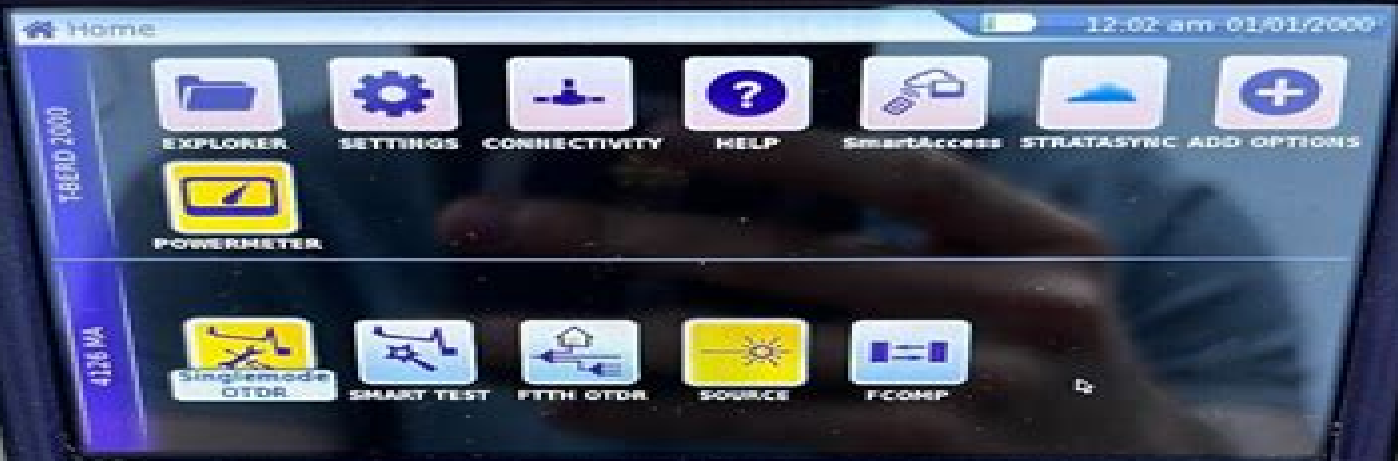 Home
12:02 am 01/01/2000
T-BERD 2000
EXPLORER
SETTINGS
CONNECTIVITY
?
HELP
SmartAccess
STRATASYNC
ADD OPTIONS
POWERMETER
4126 MA
Singlemode
OTDR
SMART TEST
FTTH OTDR
SOURCE
FCOMP